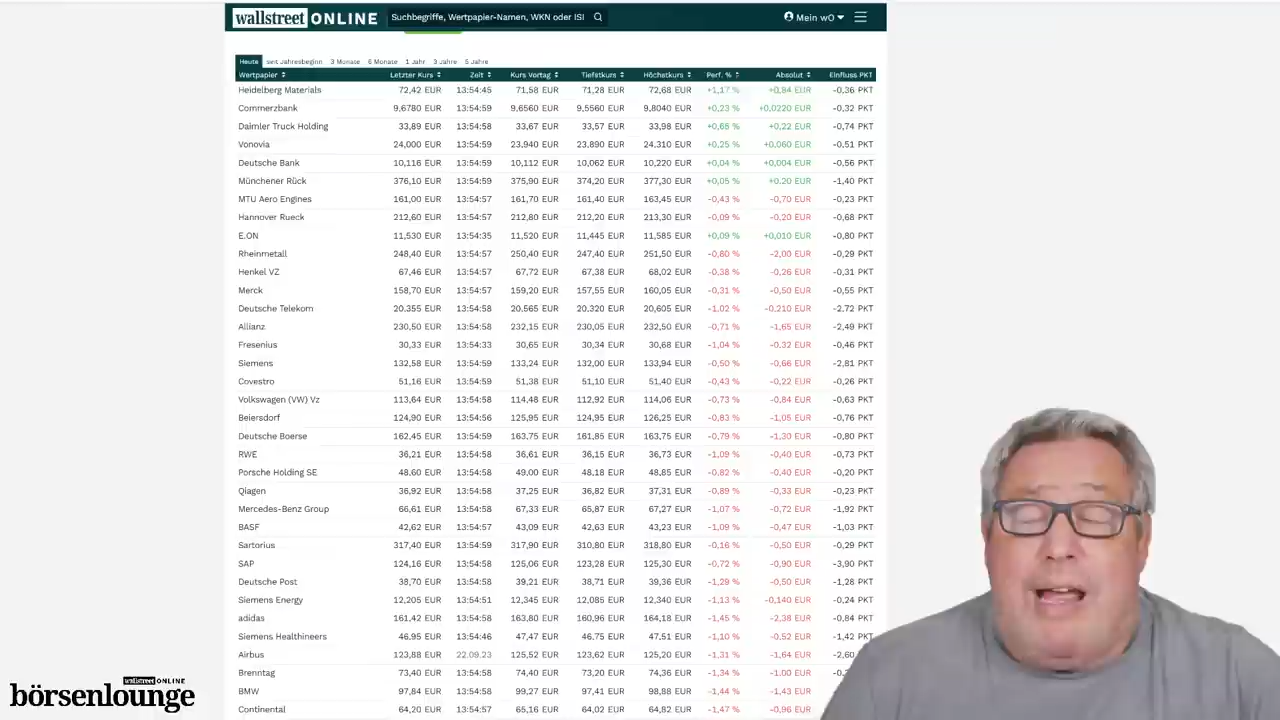 wallstreet ONLINE Suchbegriffe, Wertpapier-Namen, WKN oder ISI Mein wO
Heute seit Jahresbeginn 3 Monate 6 Monate 1 Jahr 3 Jahre 5 Jahre
Wertpapier Letzter Kurs Zeit Kurs Vortag Tiefstkurs Höchstkurs Perf. % Absolut Einfluss PKT
Heidelberg Materials 72,42 EUR 13:54:45 71,58 EUR 71,28 EUR 72,68 EUR +1,17 % +0,84 EUR -0,36 PKT
Commerzbank 9,6780 EUR 13:54:59 9,6560 EUR 9,5560 EUR 9,8040 EUR +0,23 % +0,0220 EUR -0,32 PKT
Daimler Truck Holding 33,89 EUR 13:54:58 33,67 EUR 33,57 EUR 33,98 EUR +0,65 % +0,22 EUR -0,74 PKT
Vonovia 24,000 EUR 13:54:59 23,940 EUR 23,890 EUR 24,310 EUR +0,25 % +0,060 EUR -0,51 PKT
Deutsche Bank 10,116 EUR 13:54:59 10,112 EUR 10,062 EUR 10,220 EUR +0,04 % +0,004 EUR -0,56 PKT
Münchener Rück 376,10 EUR 13:54:59 375,90 EUR 374,20 EUR 377,30 EUR +0,05 % +0,20 EUR -1,40 PKT
MTU Aero Engines 161,00 EUR 13:54:57 161,70 EUR 161,40 EUR 163,45 EUR -0,43 % -0,70 EUR -0,23 PKT
Hannover Rueck 212,60 EUR 13:54:57 212,80 EUR 212,20 EUR 213,30 EUR -0,09 % -0,20 EUR -0,68 PKT
E.ON 11,530 EUR 13:54:35 11,520 EUR 11,445 EUR 11,585 EUR +0,09 % +0,010 EUR -0,80 PKT
Rheinmetall 248,40 EUR 13:54:57 250,40 EUR 247,40 EUR 251,50 EUR -0,80 % -2,00 EUR -0,29 PKT
Henkel VZ 67,46 EUR 13:54:57 67,72 EUR 67,38 EUR 68,02 EUR -0,38 % -0,26 EUR -0,31 PKT
Merck 158,70 EUR 13:54:57 159,20 EUR 157,55 EUR 160,05 EUR -0,31 % -0,50 EUR -0,55 PKT
Deutsche Telekom 20,355 EUR 13:54:58 20,565 EUR 20,320 EUR 20,605 EUR -1,02 % -0,210 EUR -2,72 PKT
Allianz 230,50 EUR 13:54:58 232,15 EUR 230,05 EUR 232,50 EUR -0,71 % -1,65 EUR -2,49 PKT
Fresenius 30,33 EUR 13:54:33 30,65 EUR 30,34 EUR 30,68 EUR -1,04 % -0,32 EUR -0,46 PKT
Siemens 132,58 EUR 13:54:59 133,24 EUR 132,00 EUR 133,94 EUR -0,50 % -0,66 EUR -2,81 PKT
Covestro 51,16 EUR 13:54:59 51,38 EUR 51,10 EUR 51,40 EUR -0,43 % -0,22 EUR -0,26 PKT
Volkswagen (VW) Vz 113,64 EUR 13:54:58 114,48 EUR 112,92 EUR 114,06 EUR -0,73 % -0,84 EUR -0,63 PKT
Beiersdorf 124,90 EUR 13:54:56 125,95 EUR 124,95 EUR 126,25 EUR -0,83 % -1,05 EUR -0,76 PKT
Deutsche Boerse 162,45 EUR 13:54:59 163,75 EUR 161,85 EUR 163,75 EUR -0,79 % -1,30 EUR -0,80 PKT
RWE 36,21 EUR 13:54:58 36,61 EUR 36,15 EUR 36,73 EUR -1,09 % -0,40 EUR -0,73 PKT
Porsche Holding SE 48,60 EUR 13:54:58 49,00 EUR 48,18 EUR 48,85 EUR -0,82 % -0,40 EUR -0,20 PKT
Qiagen 36,92 EUR 13:54:58 37,25 EUR 36,82 EUR 37,31 EUR -0,89 % -0,33 EUR -0,23 PKT
Mercedes-Benz Group 66,61 EUR 13:54:58 67,33 EUR 65,87 EUR 67,27 EUR -1,07 % -0,72 EUR -1,92 PKT
BASF 42,62 EUR 13:54:57 43,09 EUR 42,63 EUR 43,23 EUR -1,09 % -0,47 EUR -1,03 PKT
Sartorius 317,40 EUR 13:54:59 317,90 EUR 310,80 EUR 318,80 EUR -0,16 % -0,50 EUR -0,29 PKT
SAP 124,16 EUR 13:54:58 125,06 EUR 123,28 EUR 125,30 EUR -0,72 % -0,90 EUR -3,90 PKT
Deutsche Post 38,70 EUR 13:54:58 39,21 EUR 38,71 EUR 39,36 EUR -1,29 % -0,50 EUR -1,28 PKT
Siemens Energy 12,205 EUR 13:54:51 12,345 EUR 12,085 EUR 12,340 EUR -1,13 % -0,140 EUR -0,24 PKT
adidas 161,42 EUR 13:54:58 163,80 EUR 160,96 EUR 164,18 EUR -1,45 % -2,38 EUR -0,84 PKT
Siemens Healthineers 46,95 EUR 13:54:46 47,47 EUR 46,75 EUR 47,51 EUR -1,10 % -0,52 EUR -1,42 PKT
Airbus 123,88 EUR 22.09.23 125,52 EUR 123,62 EUR 125,20 EUR -1,31 % -1,64 EUR -2,60
Brenntag 73,40 EUR 13:54:58 74,40 EUR 73,20 EUR 74,36 EUR -1,34 % -1,00 EUR
BMW 97,84 EUR 13:54:58 99,27 EUR 97,41 EUR 98,88 EUR -1,44 % -1,43 EUR
Continental 64,20 EUR 13:54:57 65,16 EUR 64,02 EUR 64,82 EUR -1,47 % -0,96 EUR
wallstreet ONLINE
börsenlounge